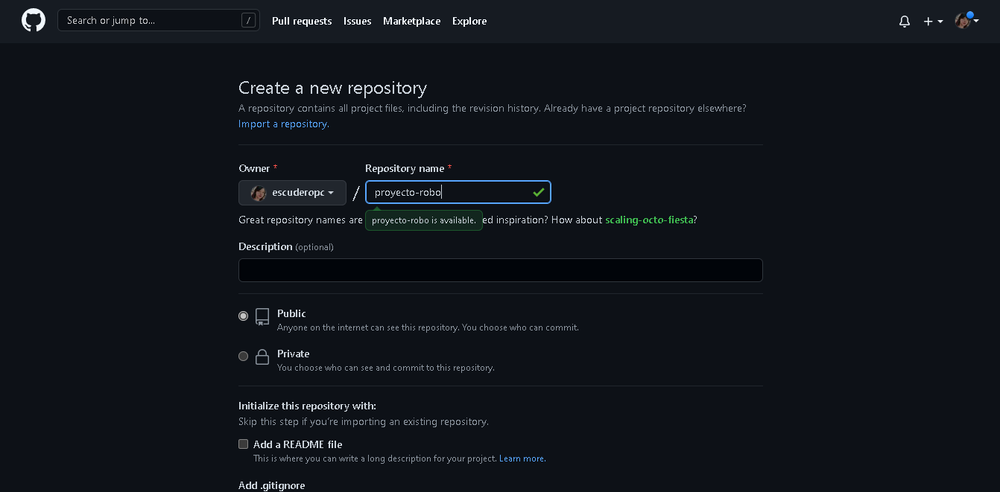 Search or jump to... / Pull requests Issues Marketplace Explore
Create a new repository
A repository contains all project files, including the revision history. Already have a project repository elsewhere?
Import a repository.
Owner * Repository name *
escuderopc / proyecto-robo
Great repository names are ed inspiration? How about scaling-octo-fiesta?
proyecto-robo is available.
Description (optional)
Public
Anyone on the internet can see this repository. You choose who can commit.
Private
You choose who can see and commit to this repository.
Initialize this repository with:
Skip this step if you're importing an existing repository.
Add a README file
This is where you can write a long description for your project. Learn more.
Add .gitignore